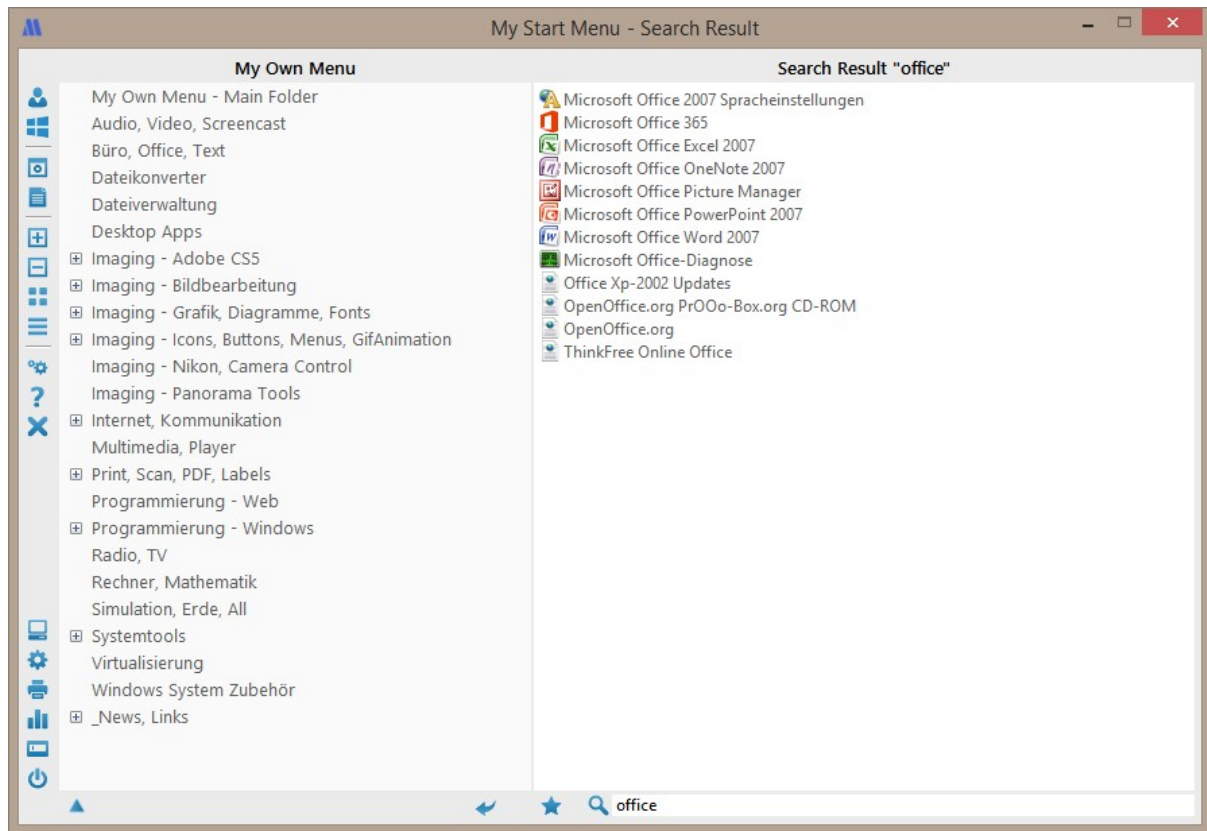 My Start Menu - Search Result
My Own Menu
My Own Menu - Main Folder
Audio, Video, Screencast
Büro, Office, Text
Dateikonverter
Dateiverwaltung
Desktop Apps
Imaging - Adobe CS5
Imaging - Bildbearbeitung
Imaging - Grafik, Diagramme, Fonts
Imaging - Icons, Buttons, Menus, GifAnimation
Imaging - Nikon, Camera Control
Imaging - Panorama Tools
Internet, Kommunikation
Multimedia, Player
Print, Scan, PDF, Labels
Programmierung - Web
Programmierung - Windows
Radio, TV
Rechner, Mathematik
Simulation, Erde, All
Systemtools
Virtualisierung
Windows System Zubehör
_News, Links
Search Result "office"
Microsoft Office 2007 Spracheinstellungen
Microsoft Office 365
Microsoft Office Excel 2007
Microsoft Office OneNote 2007
Microsoft Office Picture Manager
Microsoft Office PowerPoint 2007
Microsoft Office Word 2007
Microsoft Office-Diagnose
Office Xp-2002 Updates
OpenOffice.org PrOOo-Box.org CD-ROM
OpenOffice.org
ThinkFree Online Office
office